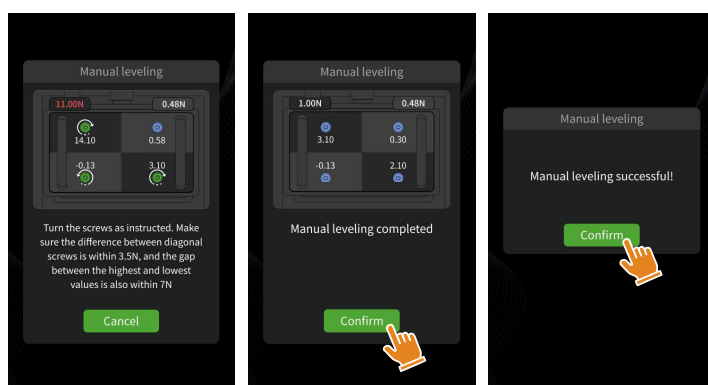 Manual leveling
11.00N 0.48N
14.10 0.58
-0.13 3.10
Turn the screws as instructed. Make
sure the difference between diagonal
screws is within 3.5N, and the gap
between the highest and lowest
values is also within 7N
Cancel
Manual leveling
1.00N 0.48N
3.10 0.30
-0.13 2.10
Manual leveling completed
Confirm
Manual leveling
Manual leveling successful!
Confirm